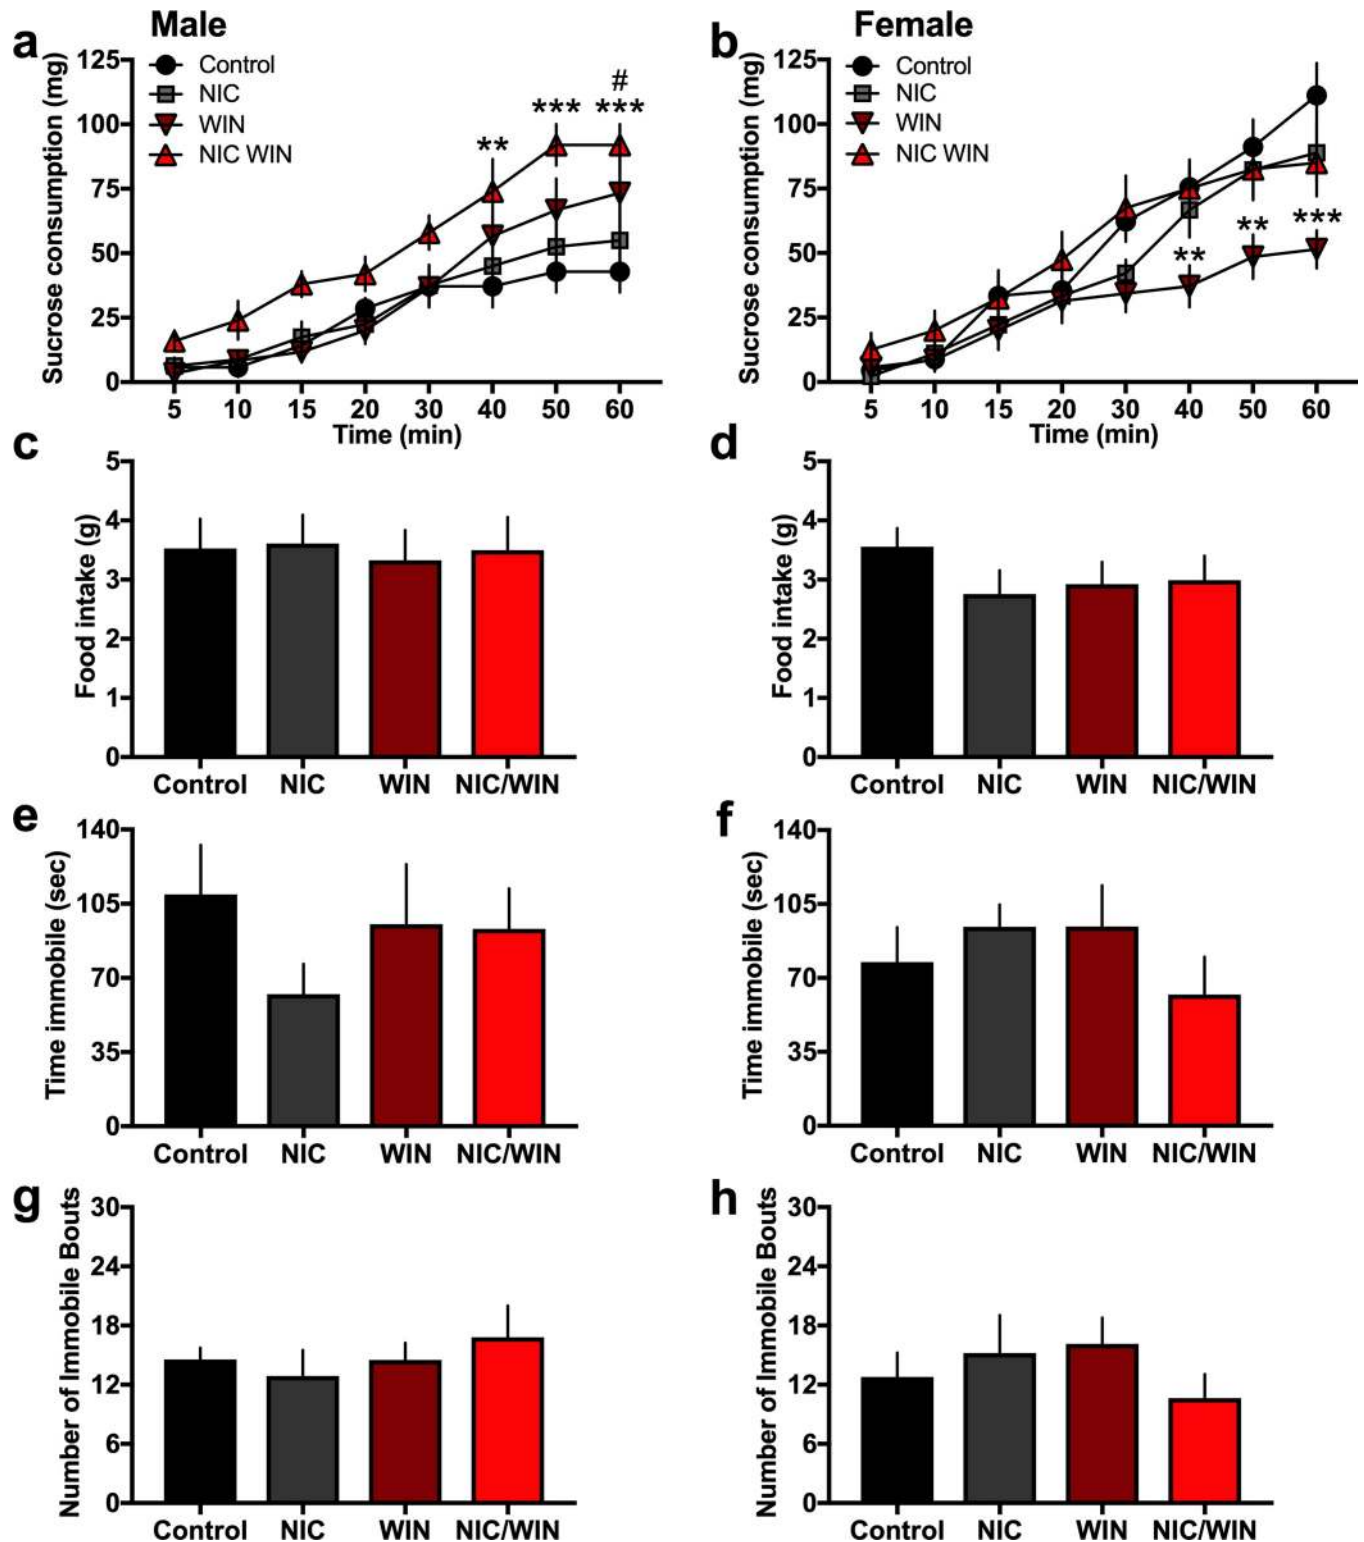 a
Male
Sucrose consumption (mg)
125
100
75
50
25
0
Control
NIC
WIN
NIC WIN
**
***
#
***
5 10 15 20 30 40 50 60
Time (min)
b
Female
Sucrose consumption (mg)
125
100
75
50
25
0
Control
NIC
WIN
NIC WIN
**
**
***
5 10 15 20 30 40 50 60
Time (min)
c
Food intake (g)
5
4
3
2
1
0
Control NIC WIN NIC/WIN
d
Food intake (g)
5
4
3
2
1
0
Control NIC WIN NIC/WIN
e
Time immobile (sec)
140
105
70
35
0
Control NIC WIN NIC/WIN
f
Time immobile (sec)
140
105
70
35
0
Control NIC WIN NIC/WIN
g
Number of Immobile Bouts
30
24
18
12
6
0
Control NIC WIN NIC/WIN
h
Number of Immobile Bouts
30
24
18
12
6
0
Control NIC WIN NIC/WIN